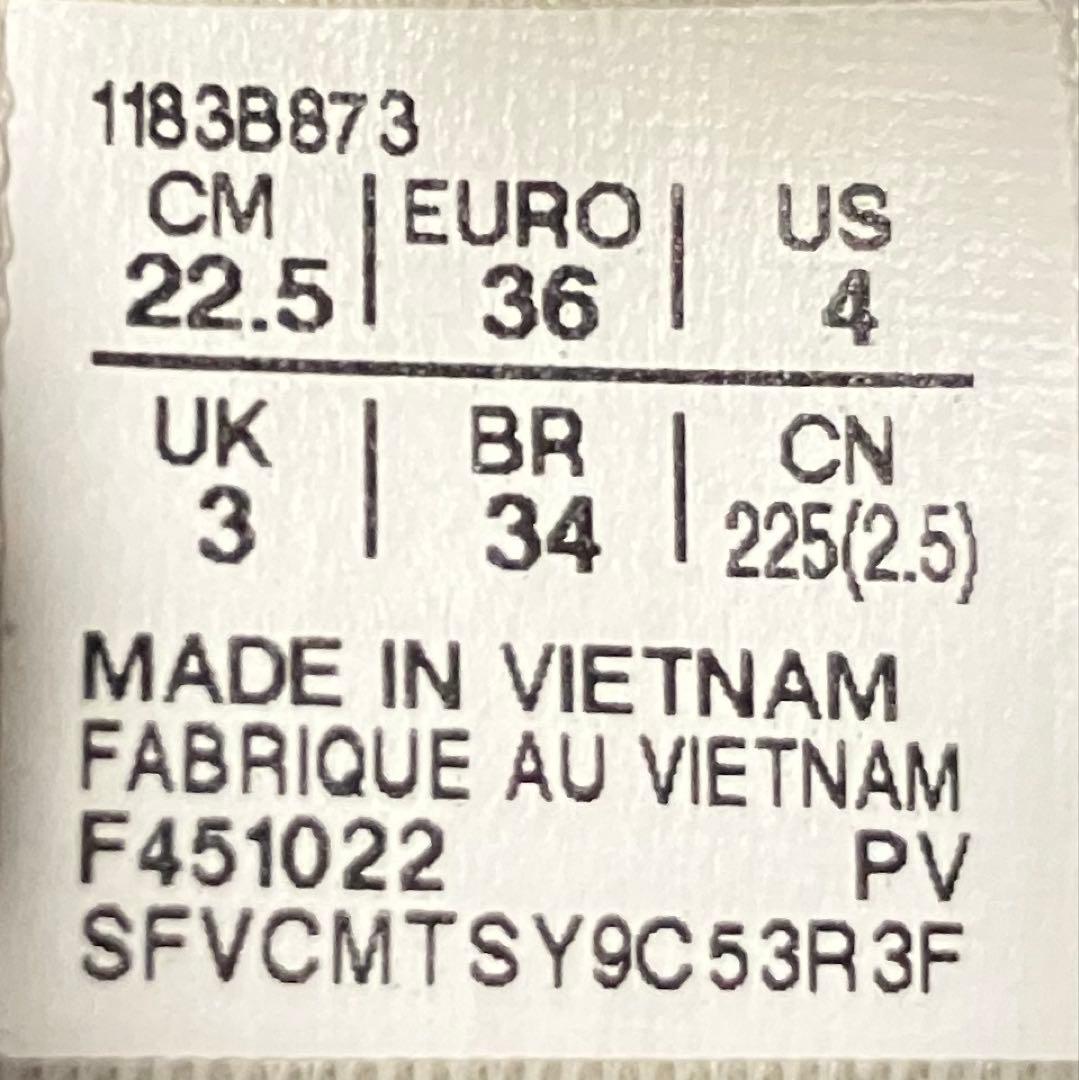 1183B873
CM | EURO | US
22.5 | 36 | 4
UK | BR | CN
3 | 34 | 225(2.5)
MADE IN VIETNAM
FABRIQUE AU VIETNAM
F451022 PV
SFVCMTSY9C53R3F